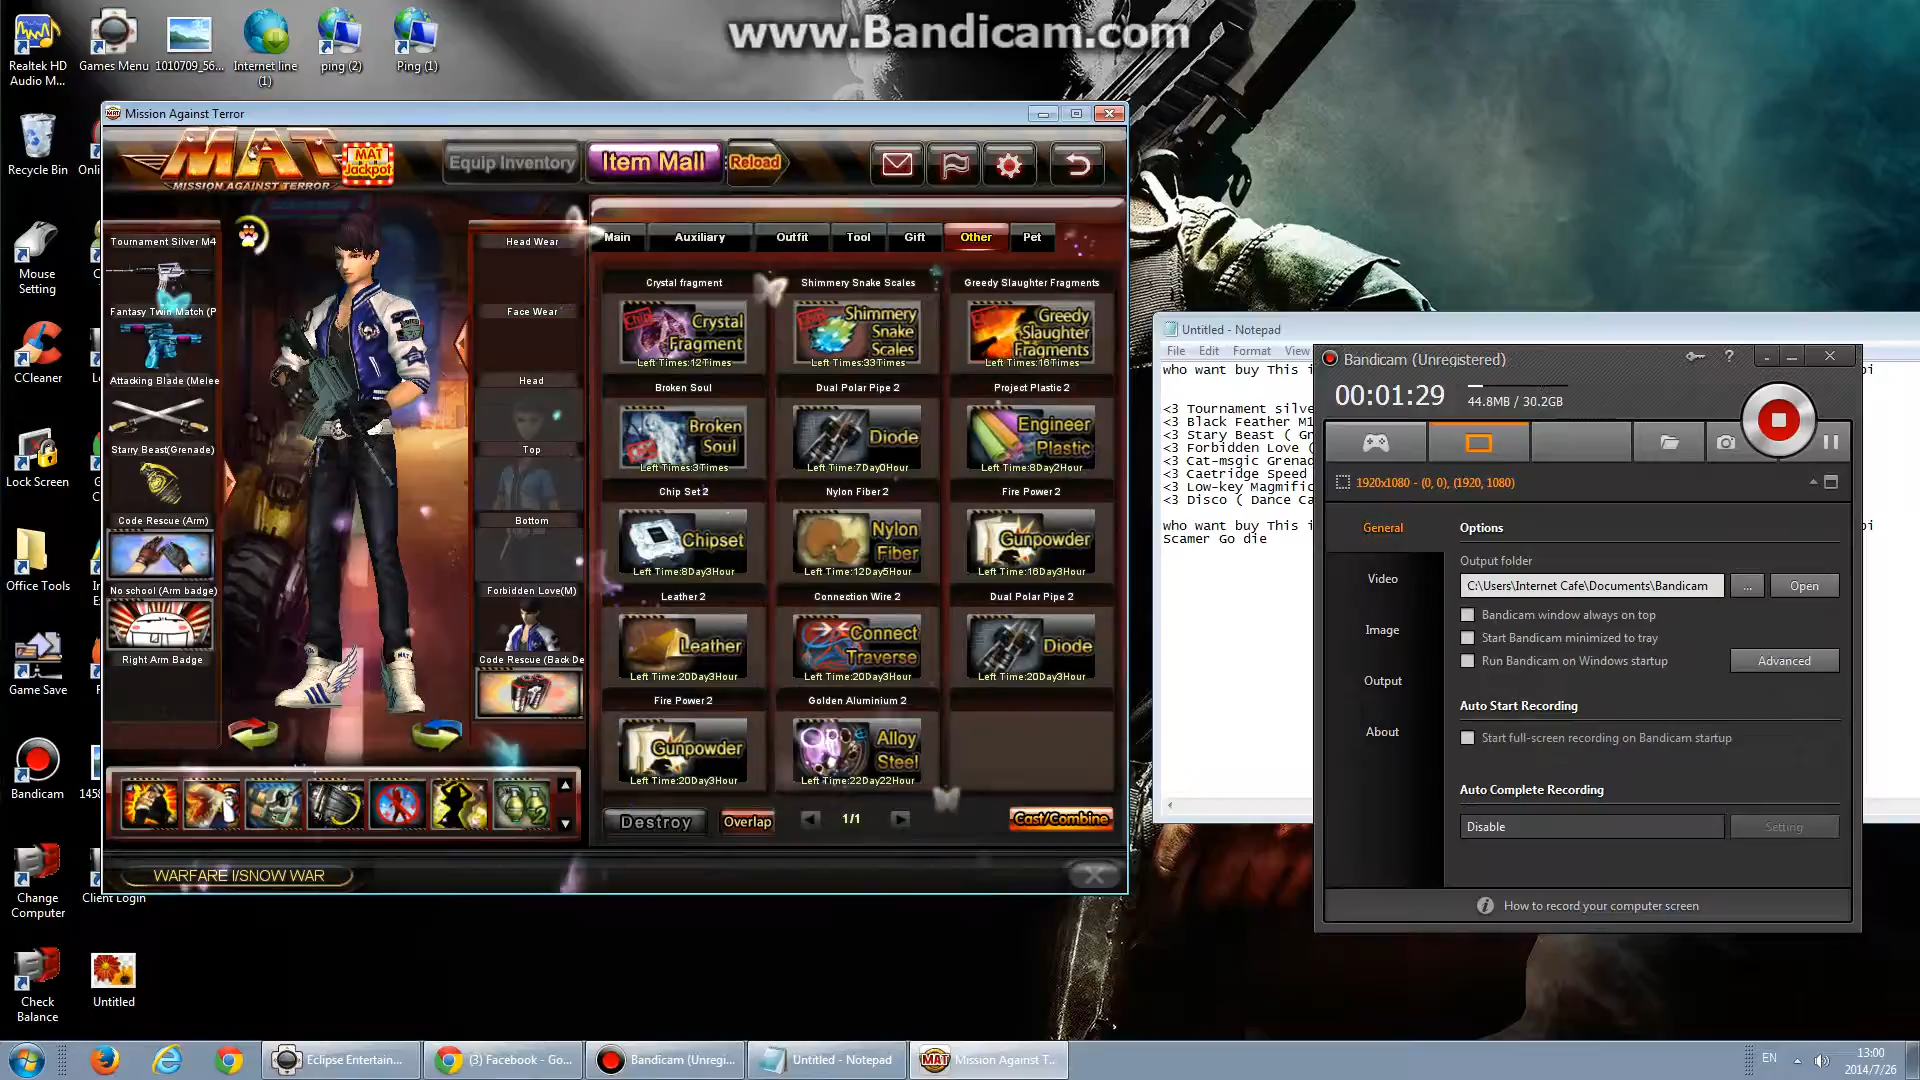 www.Bandicam.com
Realtek HD
Audio M...
Games Menu
1010709_56...
Internet line
(1)
ping (2)
Ping (1)
Recycle Bin
Onli
Mouse
Setting
CCleaner
Lock Screen
Office Tools
Game Save
Bandicam
1458
Change
Computer
Client Login
Check
Balance
Untitled
Mission Against Terror
MAT
MISSION AGAINST TERROR
MAT
Jackpot
Equip Inventory
Item Mall
Reload
Main
Auxiliary
Outfit
Tool
Gift
Other
Pet
Tournament Silver M4
Fantasy Twin Match (P
Attacking Blade (Melee
Starry Beast(Grenade)
Code Rescue (Arm)
No school (Arm badge)
Right Arm Badge
Head Wear
Face Wear
Head
Top
Bottom
Forbidden Love(M)
Code Rescue (Back De
Crystal fragment
Shimmery Snake Scales
Greedy Slaughter Fragments
Crystal
Fragment
Left Times:12Times
Shimmery
Snake
Scales
Left Times:33Times
Greedy
Slaughter
Fragments
Left Times:16Times
Broken Soul
Dual Polar Pipe 2
Project Plastic 2
Broken
Soul
Left Times:3Times
Diode
Left Time:7Day0Hour
Engineer
Plastic
Left Time:8Day2Hour
Chip Set 2
Nylon Fiber 2
Fire Power 2
Chipset
Left Time:8Day3Hour
Nylon
Fiber
Left Time:12Day5Hour
Gunpowder
Left Time:16Day3Hour
Leather 2
Connection Wire 2
Dual Polar Pipe 2
Leather
Left Time:20Day3Hour
Connect
Traverse
Left Time:20Day3Hour
Diode
Left Time:20Day3Hour
Fire Power 2
Golden Aluminium 2
Gunpowder
Left Time:20Day3Hour
Alloy
Steel
Left Time:22Day22Hour
Destroy
Overlap
1/1
Cast/Combine
WARFARE I/SNOW WAR
Untitled - Notepad
File Edit Format View
who want buy This i
<3 Tournament silve
<3 Black Feather M1
<3 Stary Beast ( Gr
<3 Forbidden Love (
<3 Cat-msgic Grenad
<3 Caetridge Speed
<3 Low-key Magnific
<3 Disco ( Dance Ca
who want buy This i
Scamer Go die
Bandicam (Unregistered)
00:01:29
44.8MB / 30.2GB
1920x1080 - (0, 0), (1920, 1080)
General
Video
Image
Output
About
Options
Output folder
C:\Users\Internet Cafe\Documents\Bandicam
...
Open
Bandicam window always on top
Start Bandicam minimized to tray
Run Bandicam on Windows startup
Advanced
Auto Start Recording
Start full-screen recording on Bandicam startup
Auto Complete Recording
Disable
Setting
How to record your computer screen
Eclipse Entertain...
(3) Facebook - Go...
Bandicam (Unregi...
Untitled - Notepad
Mission Against T...
EN
13:00
2014/7/26